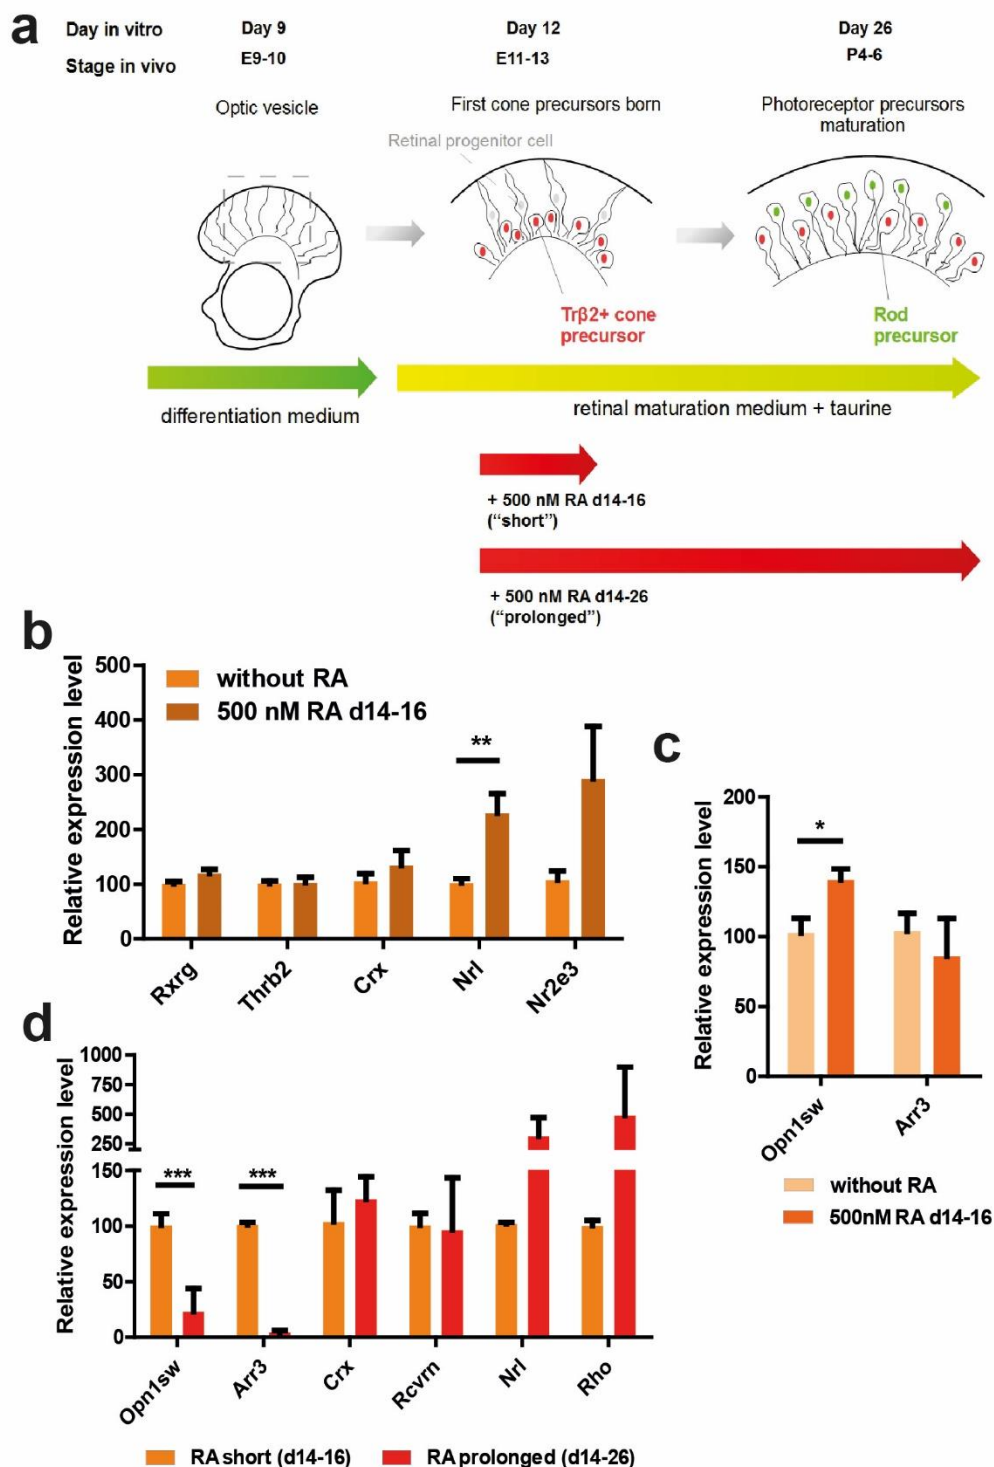 a
Day in vitro Day 9 Day 12 Day 26
Stage in vivo E9-10 E11-13 P4-6
Optic vesicle
First cone precursors born
Photoreceptor precursors
maturation
Retinal progenitor cell
Trβ2+ cone
precursor
Rod
precursor
differentiation medium
retinal maturation medium + taurine
+ 500 nM RA d14-16
("short")
+ 500 nM RA d14-26
("prolonged")
b
Relative expression level
500
400
300
200
100
0
without RA
500 nM RA d14-16
**
Rxrg
Thrb2
Crx
Nrl
Nr2e3
c
Relative expression level
200
150
100
50
0
*
Opn1sw
Arr3
without RA
500nM RA d14-16
d
Relative expression level
1000
750
500
250
150
100
50
0
***
***
Opn1sw
Arr3
Crx
Rcvrn
Nrl
Rho
RA short (d14-16)
RA prolonged (d14-26)